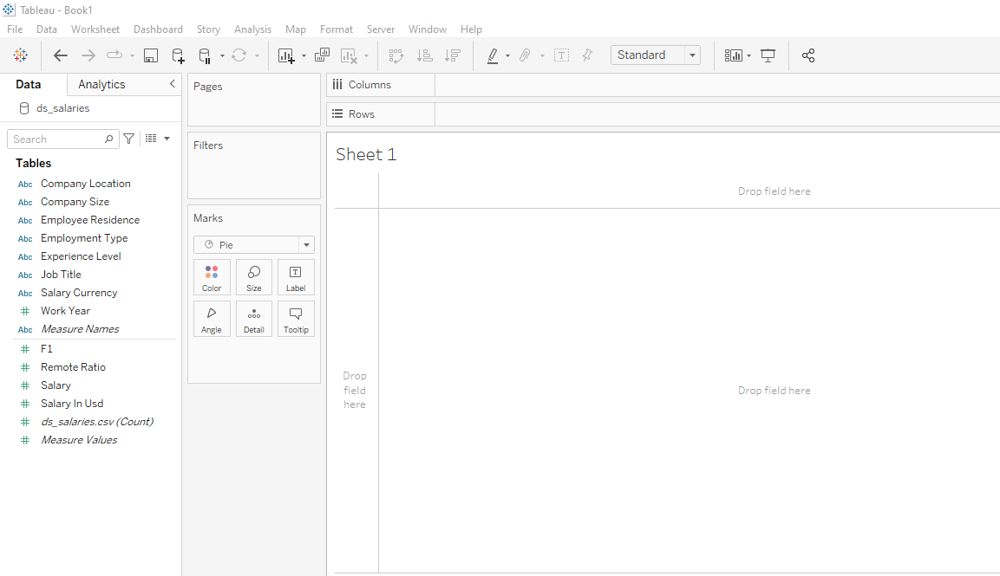 Tableau - Book1
File Data Worksheet Dashboard Story Analysis Map Format Server Window Help
T Standard
Data Analytics
ds_salaries
Search
Tables
Abc Company Location
Abc Company Size
Abc Employee Residence
Abc Employment Type
Abc Experience Level
Abc Job Title
Abc Salary Currency
# Work Year
Abc Measure Names
# F1
# Remote Ratio
# Salary
# Salary In Usd
# ds_salaries.csv (Count)
# Measure Values
Pages
Filters
Marks
Pie
T
Color Size Label
Angle Detail Tooltip
Columns
Rows
Sheet 1
Drop field here
Drop
field
here
Drop field here